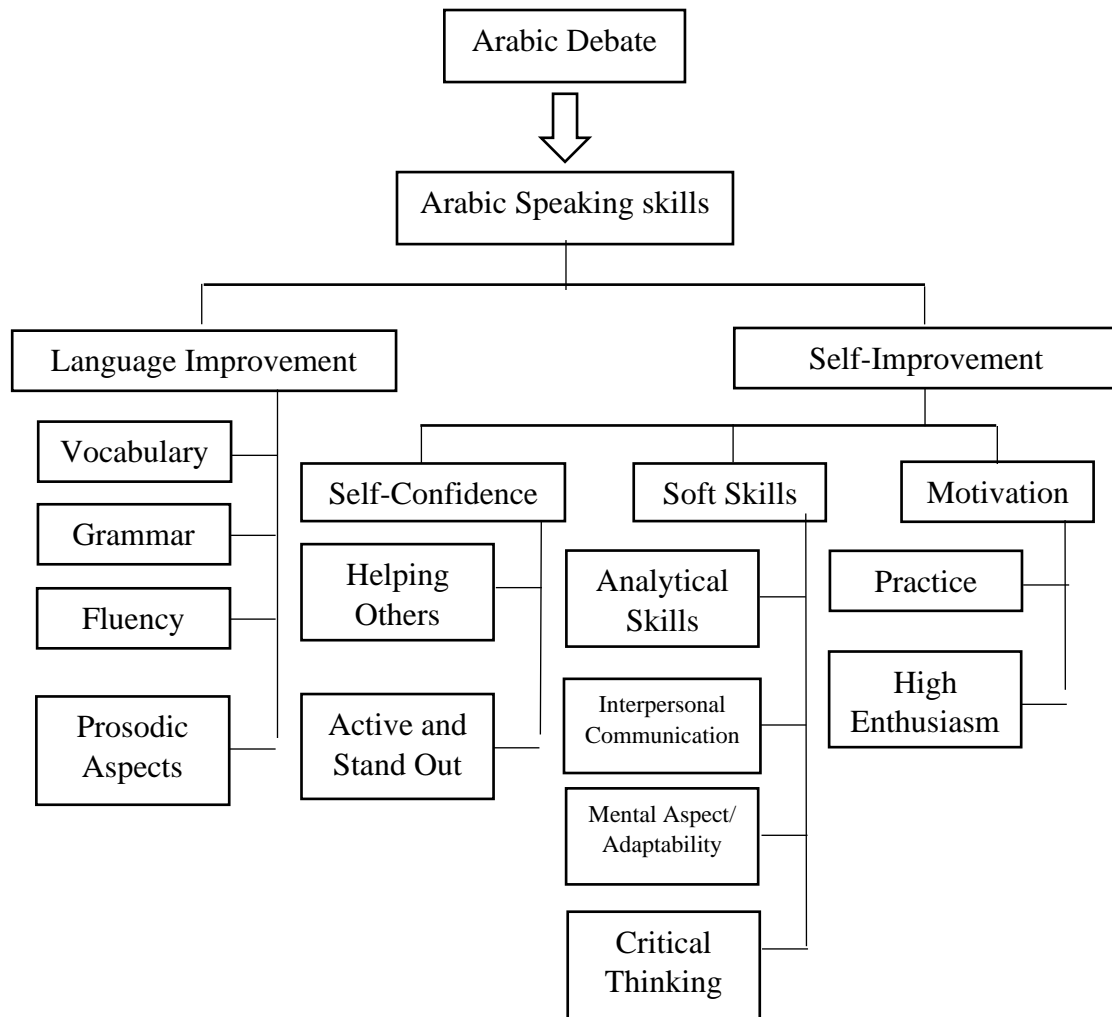 Arabic Debate
Arabic Speaking skills
Language Improvement
Self-Improvement
Vocabulary
Grammar
Fluency
Prosodic
Aspects
Self-Confidence
Helping
Others
Active and
Stand Out
Soft Skills
Analytical
Skills
Interpersonal
Communication
Mental Aspect/
Adaptability
Critical
Thinking
Motivation
Practice
High
Enthusiasm